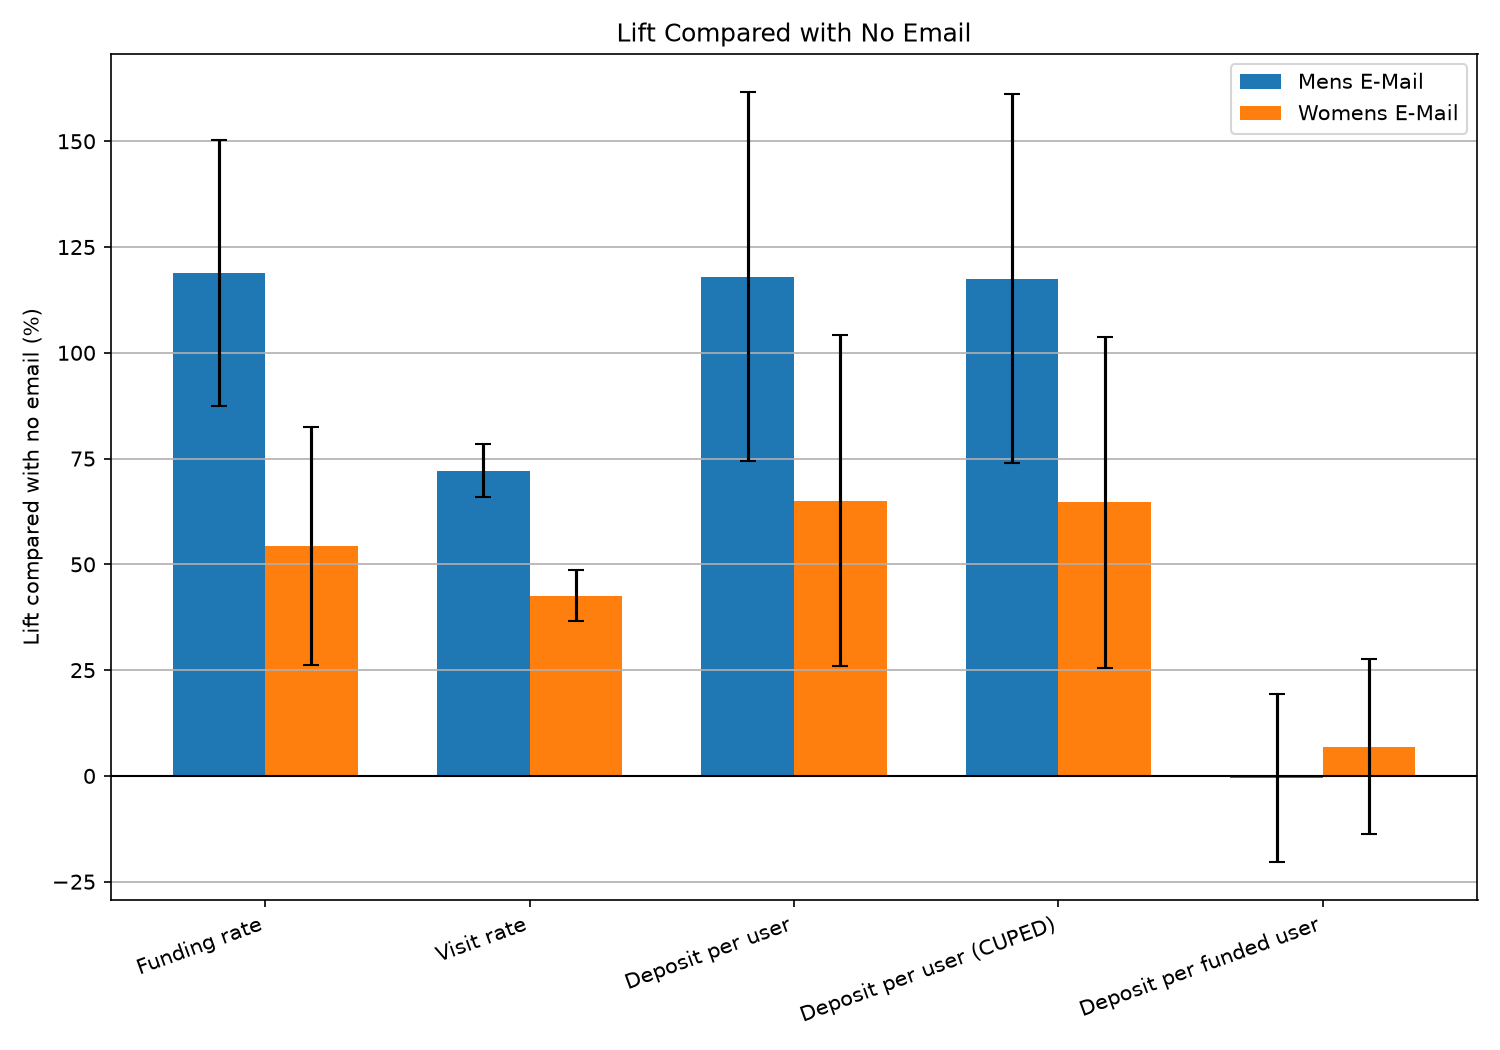 Lift Compared with No Email
Mens E-Mail
Womens E-Mail
Lift compared with no email (%)
150
125
100
75
50
25
0
−25
Funding rate
Visit rate
Deposit per user
Deposit per user (CUPED)
Deposit per funded user